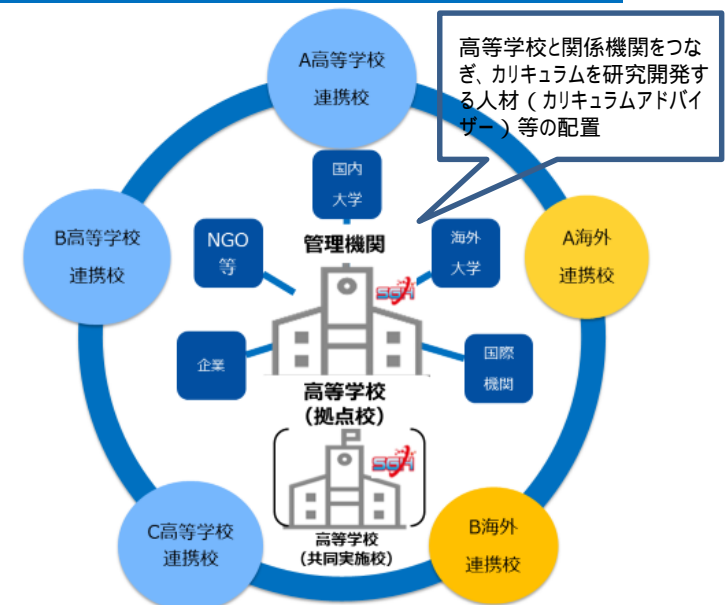 A高等学校
連携校
高等学校と関係機関をつな
ぎ、カリキュラムを研究開発す
る人材（カリキュラムアドバイ
ザー）等の配置
国内
大学
B高等学校
連携校
NGO
等
管理機関
海外
大学
A海外
連携校
SGH
企業
国際
機関
高等学校
(拠点校)
SGH
C高等学校
連携校
高等学校
(共同実施校)
B海外
連携校